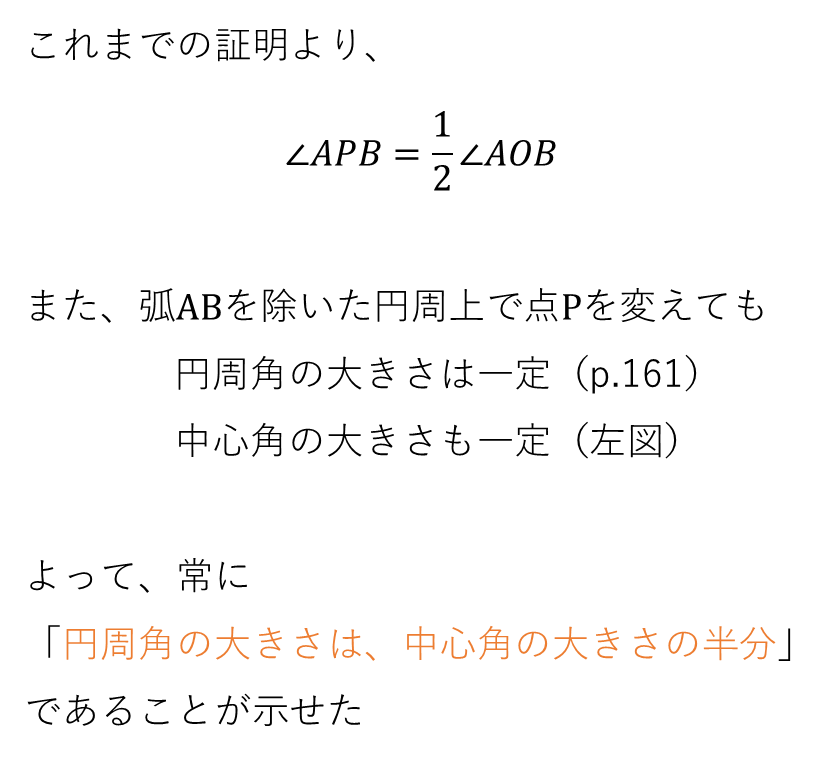 これまでの証明より、
∠APB = 1/2 ∠AOB
また、弧ABを除いた円周上で点Pを変えても
円周角の大きさは一定（p.161）
中心角の大きさも一定（左図）
よって、常に
「円周角の大きさは、中心角の大きさの半分」
であることが示せた